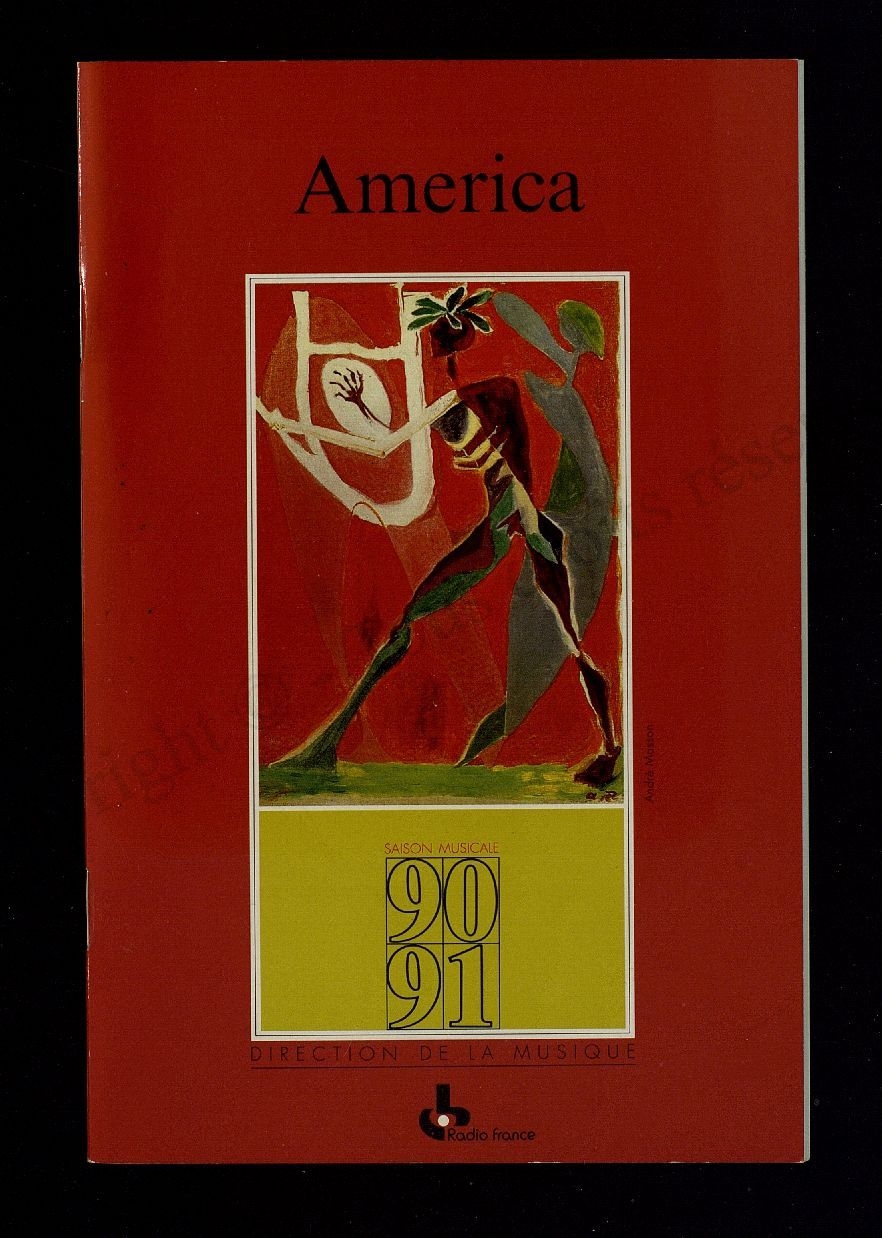 America
André Masson
SAISON MUSICALE
90
91
DIRECTION DE LA MUSIQUE
Radio France